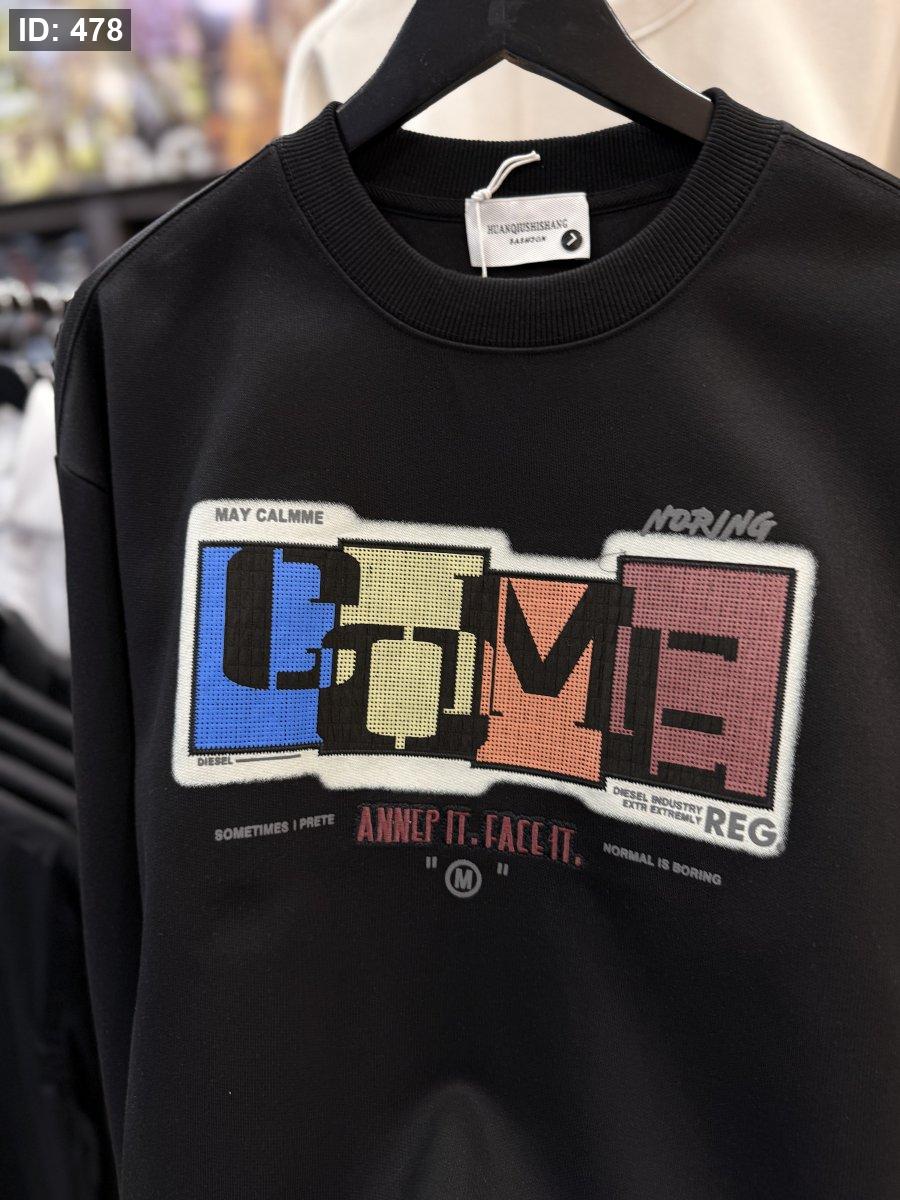 ID: 478
HUANQIUSHISHANG
FASHION
MAY CALMME
NORING
DIESEL
DIESEL INDUSTRY
EXTR EXTREMLY
REG
SOMETIMES I PRETE
ANNEP IT. FACE IT.
NORMAL IS BORING
" M "